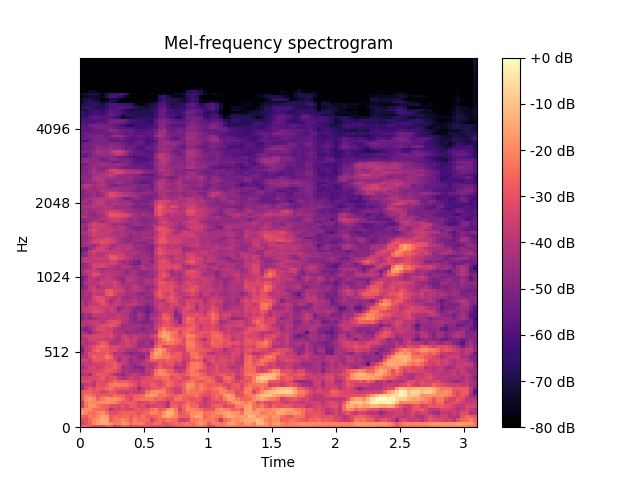 Mel-frequency spectrogram
Hz
4096
2048
1024
512
0
0 0.5 1 1.5 2 2.5 3
Time
+0 dB
-10 dB
-20 dB
-30 dB
-40 dB
-50 dB
-60 dB
-70 dB
-80 dB